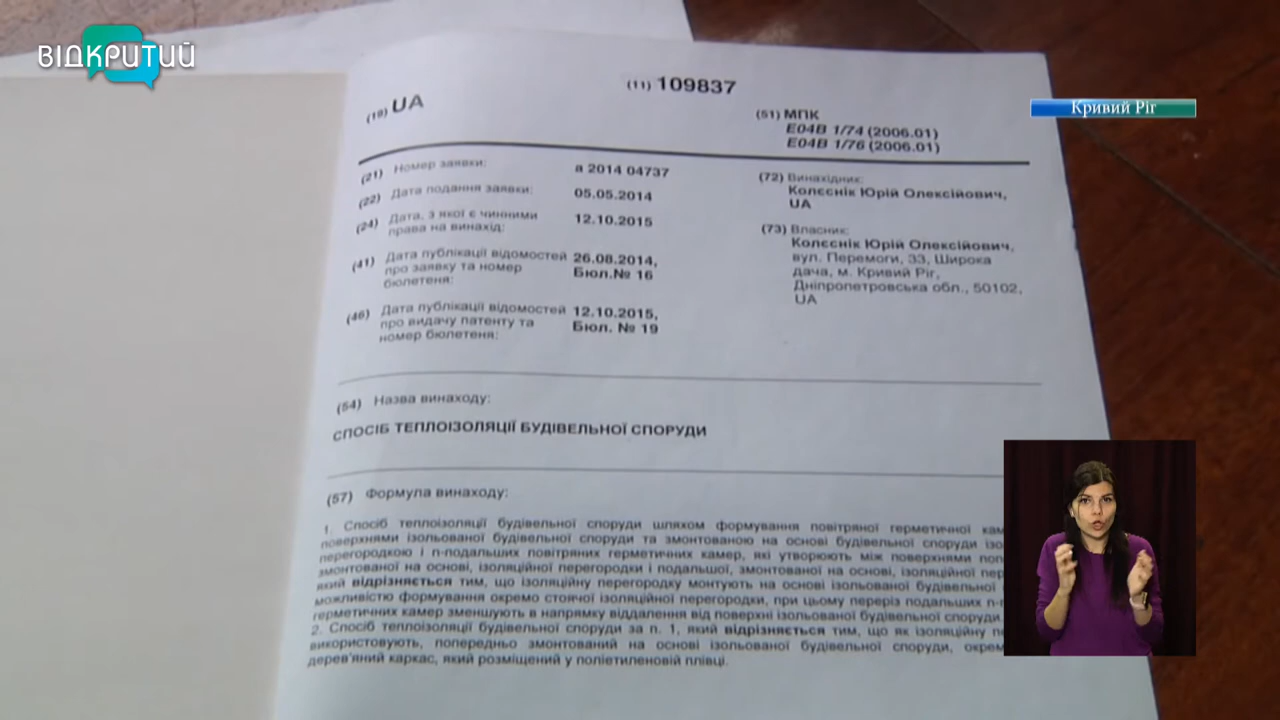 ВІДКРИТИЙ
Кривий Ріг
(11) 109837
(19) UA
(51) МПК
E04B 1/74 (2006.01)
E04B 1/76 (2006.01)
(21) Номер заявки: a 2014 04737
(22) Дата подання заявки: 05.05.2014
(24) Дата, з якої є чинними права на винахід: 12.10.2015
(41) Дата публікації відомостей про заявку та номер бюлетеня: 26.08.2014, Бюл.№ 16
(46) Дата публікації відомостей про видачу патенту та номер бюлетеня: 12.10.2015, Бюл. № 19
(72) Винахідник:
Колєснік Юрій Олексійович,
UA
(73) Власник:
Колєснік Юрій Олексійович,
вул. Перемоги, 33, Широка
дача, м. Кривий Ріг,
Дніпропетровська обл., 50102,
UA
(54) Назва винаходу:
СПОСІБ ТЕПЛОІЗОЛЯЦІЇ БУДІВЕЛЬНОЇ СПОРУДИ
(57) Формула винаходу:
1. Спосіб теплоізоляції будівельної споруди шляхом формування повітряної герметичної
поверхнями ізольованої будівельної споруди та змонтованою на основі будівельної споруди
перегородкою і n-подальших повітряних герметичних камер, які утворюють між поверхнями
змонтованої на основі, ізоляційної перегородки і подальшої, змонтованої на основі, ізоляційної
який відрізняється тим, що ізоляційну перегородку монтують на основі ізольованої будівельної
можливістю формування окремо стоячої ізоляційної перегородки, при цьому переріз подальших
герметичних камер зменшують в напрямку віддалення від поверхні ізольованої будівельної споруди.
2. Спосіб теплоізоляції будівельної споруди за п. 1, який відрізняється тим, що як ізоляційну
використовують, попередньо змонтований на основі ізольованої будівельної споруди,
дерев'яний каркас, який розміщений у поліетиленовій плівці.